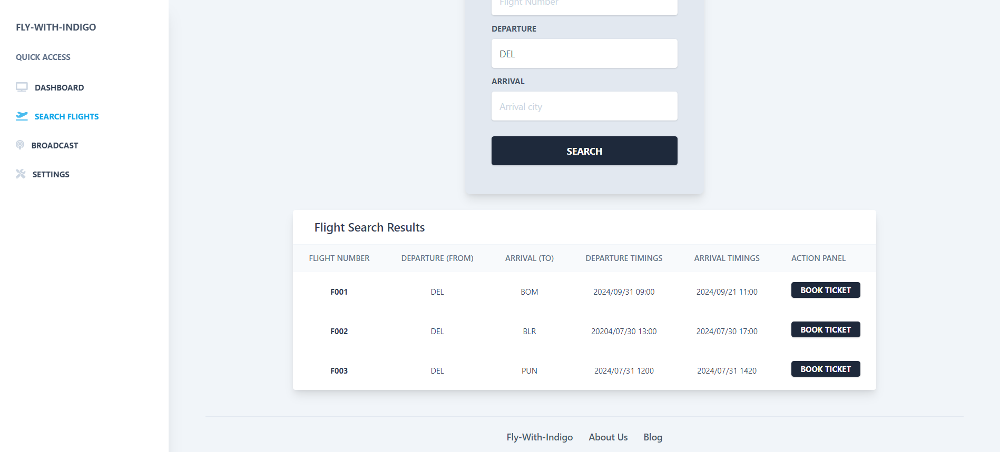 FLY-WITH-INDIGO
QUICK ACCESS
DASHBOARD
SEARCH FLIGHTS
BROADCAST
SETTINGS
Flight Number
DEPARTURE
DEL
ARRIVAL
Arrival city
SEARCH
Flight Search Results
FLIGHT NUMBER DEPARTURE (FROM) ARRIVAL (TO) DEPARTURE TIMINGS ARRIVAL TIMINGS ACTION PANEL
F001 DEL BOM 2024/09/31 09:00 2024/09/21 11:00 BOOK TICKET
F002 DEL BLR 20204/07/30 13:00 2024/07/30 17:00 BOOK TICKET
F003 DEL PUN 2024/07/31 1200 2024/07/31 1420 BOOK TICKET
Fly-With-Indigo About Us Blog